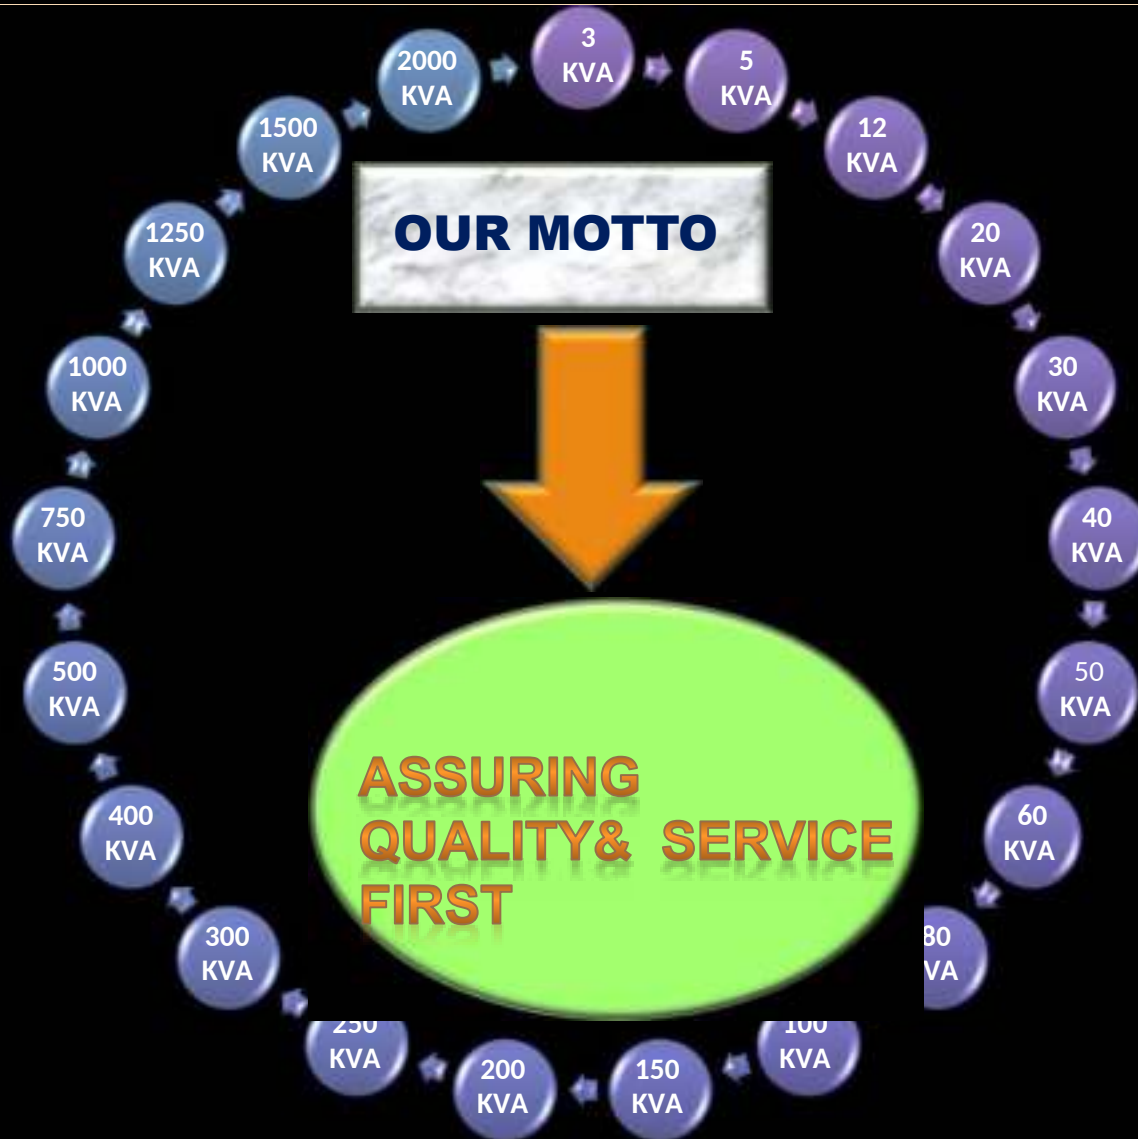 3
KVA
5
KVA
12
KVA
20
KVA
30
KVA
40
KVA
50
KVA
60
KVA
80
VA
100
KVA
150
KVA
200
KVA
250
KVA
300
KVA
400
KVA
500
KVA
750
KVA
1000
KVA
1250
KVA
1500
KVA
2000
KVA
OUR MOTTO
ASSURING
QUALITY& SERVICE
FIRST